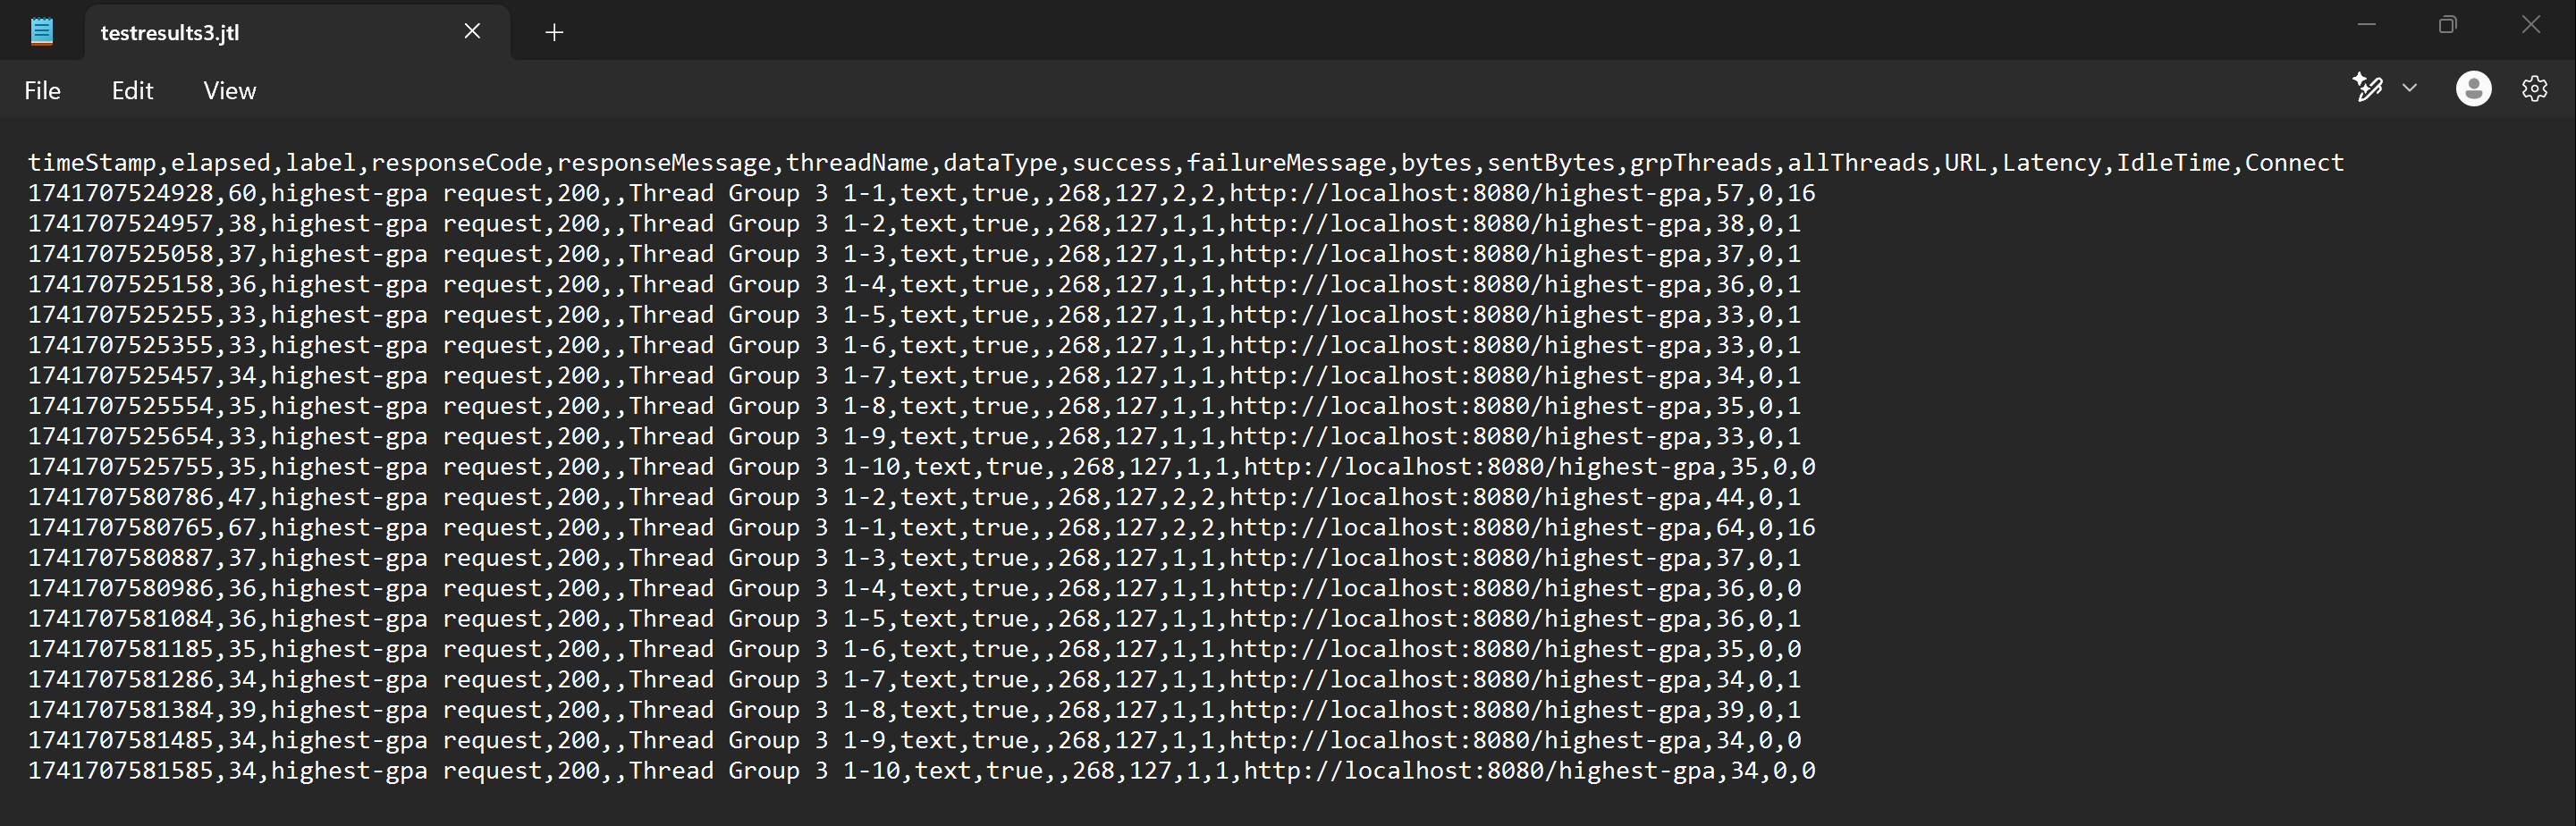 testresults3.jtl
File Edit View
timeStamp,elapsed,label,responseCode,responseMessage,threadName,dataType,success,failureMessage,bytes,sentBytes,grpThreads,allThreads,URL,Latency,IdleTime,Connect
1741707524928,60,highest-gpa request,200,,Thread Group 3 1-1,text,true,,268,127,2,2,http://localhost:8080/highest-gpa,57,0,16
1741707524957,38,highest-gpa request,200,,Thread Group 3 1-2,text,true,,268,127,1,1,http://localhost:8080/highest-gpa,38,0,1
1741707525058,37,highest-gpa request,200,,Thread Group 3 1-3,text,true,,268,127,1,1,http://localhost:8080/highest-gpa,37,0,1
1741707525158,36,highest-gpa request,200,,Thread Group 3 1-4,text,true,,268,127,1,1,http://localhost:8080/highest-gpa,36,0,1
1741707525255,33,highest-gpa request,200,,Thread Group 3 1-5,text,true,,268,127,1,1,http://localhost:8080/highest-gpa,33,0,1
1741707525355,33,highest-gpa request,200,,Thread Group 3 1-6,text,true,,268,127,1,1,http://localhost:8080/highest-gpa,33,0,1
1741707525457,34,highest-gpa request,200,,Thread Group 3 1-7,text,true,,268,127,1,1,http://localhost:8080/highest-gpa,34,0,1
1741707525554,35,highest-gpa request,200,,Thread Group 3 1-8,text,true,,268,127,1,1,http://localhost:8080/highest-gpa,35,0,1
1741707525654,33,highest-gpa request,200,,Thread Group 3 1-9,text,true,,268,127,1,1,http://localhost:8080/highest-gpa,33,0,1
1741707525755,35,highest-gpa request,200,,Thread Group 3 1-10,text,true,,268,127,1,1,http://localhost:8080/highest-gpa,35,0,0
1741707580786,47,highest-gpa request,200,,Thread Group 3 1-2,text,true,,268,127,2,2,http://localhost:8080/highest-gpa,44,0,1
1741707580765,67,highest-gpa request,200,,Thread Group 3 1-1,text,true,,268,127,2,2,http://localhost:8080/highest-gpa,64,0,16
1741707580887,37,highest-gpa request,200,,Thread Group 3 1-3,text,true,,268,127,1,1,http://localhost:8080/highest-gpa,37,0,1
1741707580986,36,highest-gpa request,200,,Thread Group 3 1-4,text,true,,268,127,1,1,http://localhost:8080/highest-gpa,36,0,0
1741707581084,36,highest-gpa request,200,,Thread Group 3 1-5,text,true,,268,127,1,1,http://localhost:8080/highest-gpa,36,0,1
1741707581185,35,highest-gpa request,200,,Thread Group 3 1-6,text,true,,268,127,1,1,http://localhost:8080/highest-gpa,35,0,0
1741707581286,34,highest-gpa request,200,,Thread Group 3 1-7,text,true,,268,127,1,1,http://localhost:8080/highest-gpa,34,0,1
1741707581384,39,highest-gpa request,200,,Thread Group 3 1-8,text,true,,268,127,1,1,http://localhost:8080/highest-gpa,39,0,1
1741707581485,34,highest-gpa request,200,,Thread Group 3 1-9,text,true,,268,127,1,1,http://localhost:8080/highest-gpa,34,0,0
1741707581585,34,highest-gpa request,200,,Thread Group 3 1-10,text,true,,268,127,1,1,http://localhost:8080/highest-gpa,34,0,0